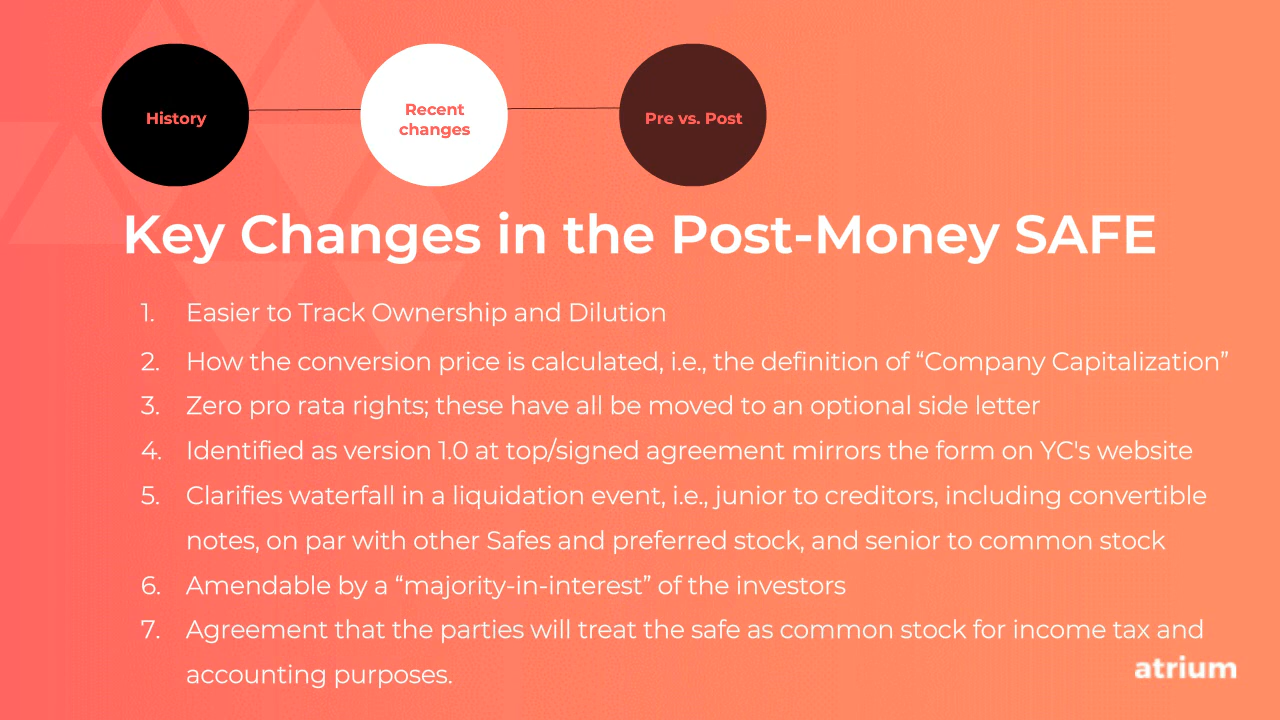 History
Recent
changes
Pre vs. Post
Key Changes in the Post-Money SAFE
1. Easier to Track Ownership and Dilution
2. How the conversion price is calculated, i.e., the definition of “Company Capitalization”
3. Zero pro rata rights; these have all be moved to an optional side letter
4. Identified as version 1.0 at top/signed agreement mirrors the form on YC's website
5. Clarifies waterfall in a liquidation event, i.e., junior to creditors, including convertible
notes, on par with other Safes and preferred stock, and senior to common stock
6. Amendable by a “majority-in-interest” of the investors
7. Agreement that the parties will treat the safe as common stock for income tax and
accounting purposes.
atrium